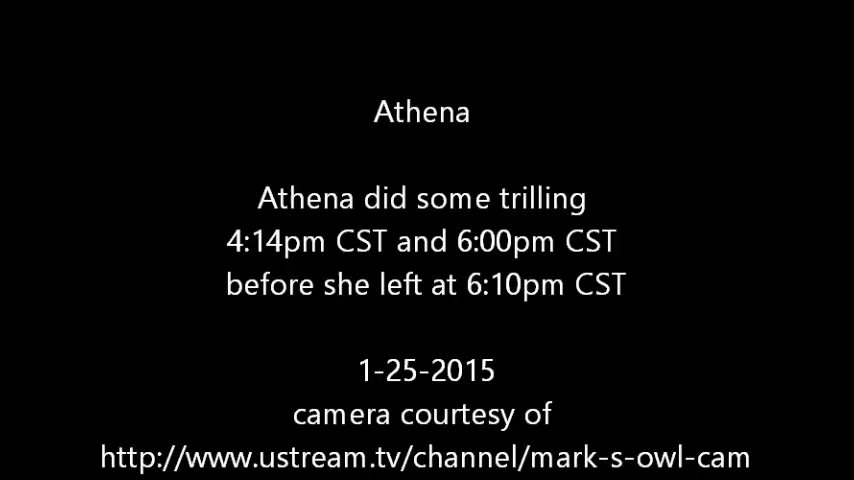 Athena
Athena did some trilling
4:14pm CST and 6:00pm CST
before she left at 6:10pm CST
1-25-2015
camera courtesy of
http://www.ustream.tv/channel/mark-s-owl-cam